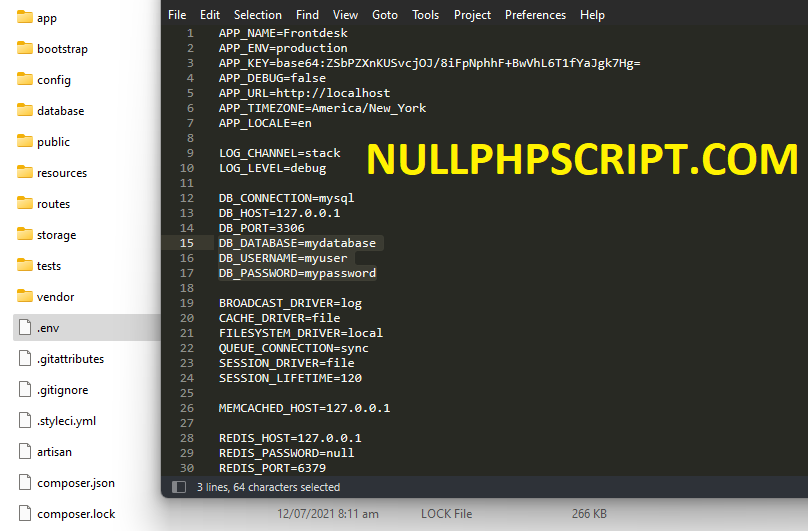 app
bootstrap
config
database
public
resources
routes
storage
tests
vendor
.env
.gitattributes
.gitignore
.styleci.yml
artisan
composer.json
composer.lock
File Edit Selection Find View Goto Tools Project Preferences Help
1 APP_NAME=Frontdesk
2 APP_ENV=production
3 APP_KEY=base64:ZSbPZXnKUSvcjOJ/8iFpNphhF+BwVhL6T1fYaJgk7Hg=
4 APP_DEBUG=false
5 APP_URL=http://localhost
6 APP_TIMEZONE=America/New_York
7 APP_LOCALE=en
8
9 LOG_CHANNEL=stack
10 LOG_LEVEL=debug
11
12 DB_CONNECTION=mysql
13 DB_HOST=127.0.0.1
14 DB_PORT=3306
15 DB_DATABASE=mydatabase
16 DB_USERNAME=myuser
17 DB_PASSWORD=mypassword
18
19 BROADCAST_DRIVER=log
20 CACHE_DRIVER=file
21 FILESYSTEM_DRIVER=local
22 QUEUE_CONNECTION=sync
23 SESSION_DRIVER=file
24 SESSION_LIFETIME=120
25
26 MEMCACHED_HOST=127.0.0.1
27
28 REDIS_HOST=127.0.0.1
29 REDIS_PASSWORD=null
30 REDIS_PORT=6379
NULLPHPSCRIPT.COM
3 lines, 64 characters selected
12/07/2021 8:11 am LOCK File 266 KB